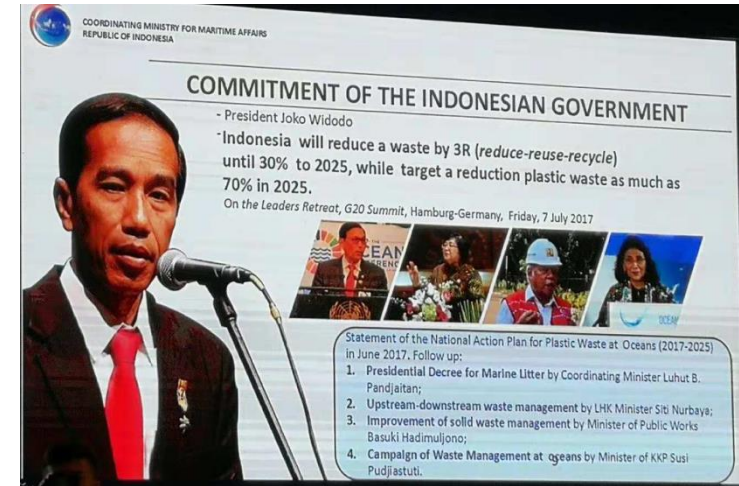 COORDINATING MINISTRY FOR MARITIME AFFAIRS
REPUBLIC OF INDONESIA
COMMITMENT OF THE INDONESIAN GOVERNMENT
- President Joko Widodo
-Indonesia will reduce a waste by 3R (reduce-reuse-recycle)
until 30% to 2025, while target a reduction plastic waste as much as
70% in 2025.
On the Leaders Retreat, G20 Summit, Hamburg-Germany, Friday, 7 July 2017
THE
OCEAN
CONFERENCE
OCEAN
Statement of the National Action Plan for Plastic Waste at Oceans (2017-2025)
in June 2017. Follow up:
1. Presidential Decree for Marine Litter by Coordinating Minister Luhut B.
Pandjaitan;
2. Upstream-downstream waste management by LHK Minister Siti Nurbaya;
3. Improvement of solid waste management by Minister of Public Works
Basuki Hadimuljono;
4. Campaign of Waste Management at oceans by Minister of KKP Susi
Pudjiastuti.